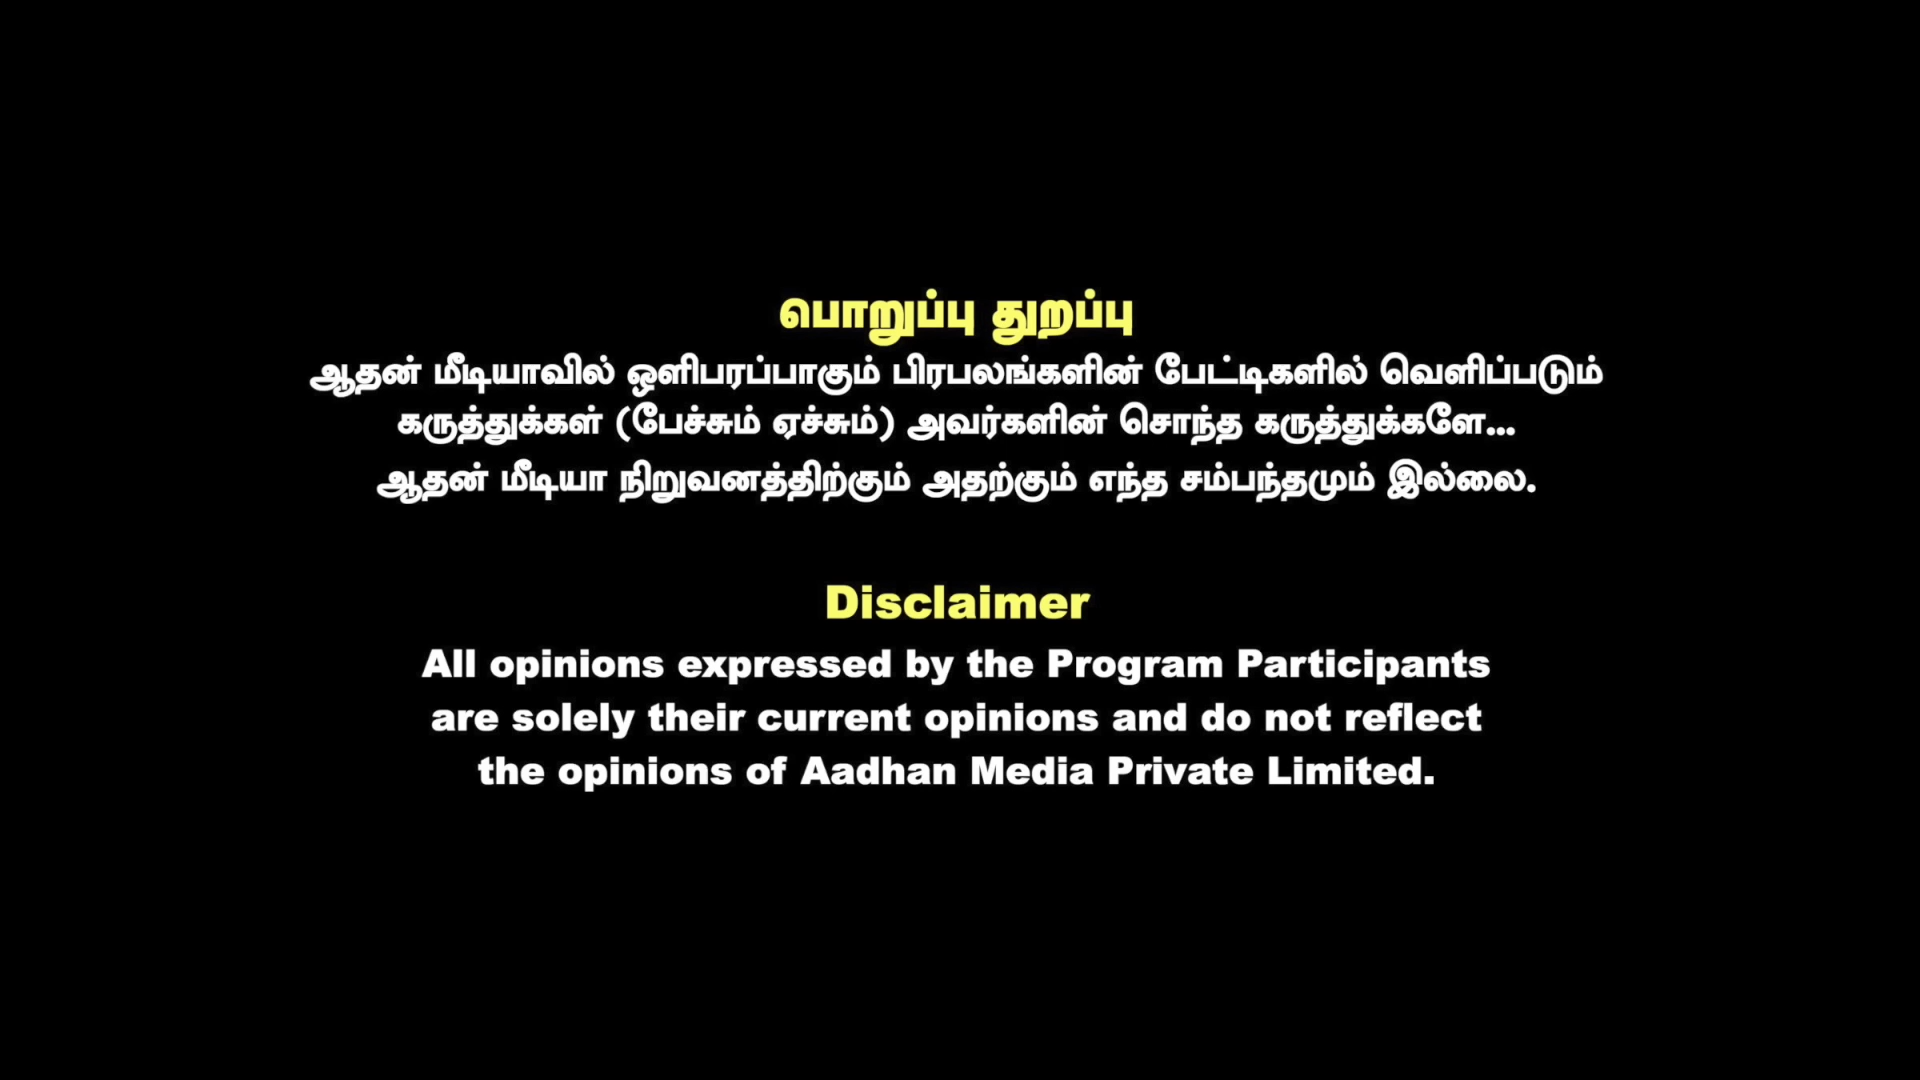 பொறுப்பு துறப்பு
ஆதன் மீடியாவில் ஒளிபரப்பாகும் பிரபலங்களின் பேட்டிகளில் வெளிப்படும்
கருத்துக்கள் (பேச்சும் ஏச்சும்) அவர்களின் சொந்த கருத்துக்களே...
ஆதன் மீடியா நிறுவனத்திற்கும் அதற்கும் எந்த சம்பந்தமும் இல்லை.
Disclaimer
All opinions expressed by the Program Participants
are solely their current opinions and do not reflect
the opinions of Aadhan Media Private Limited.